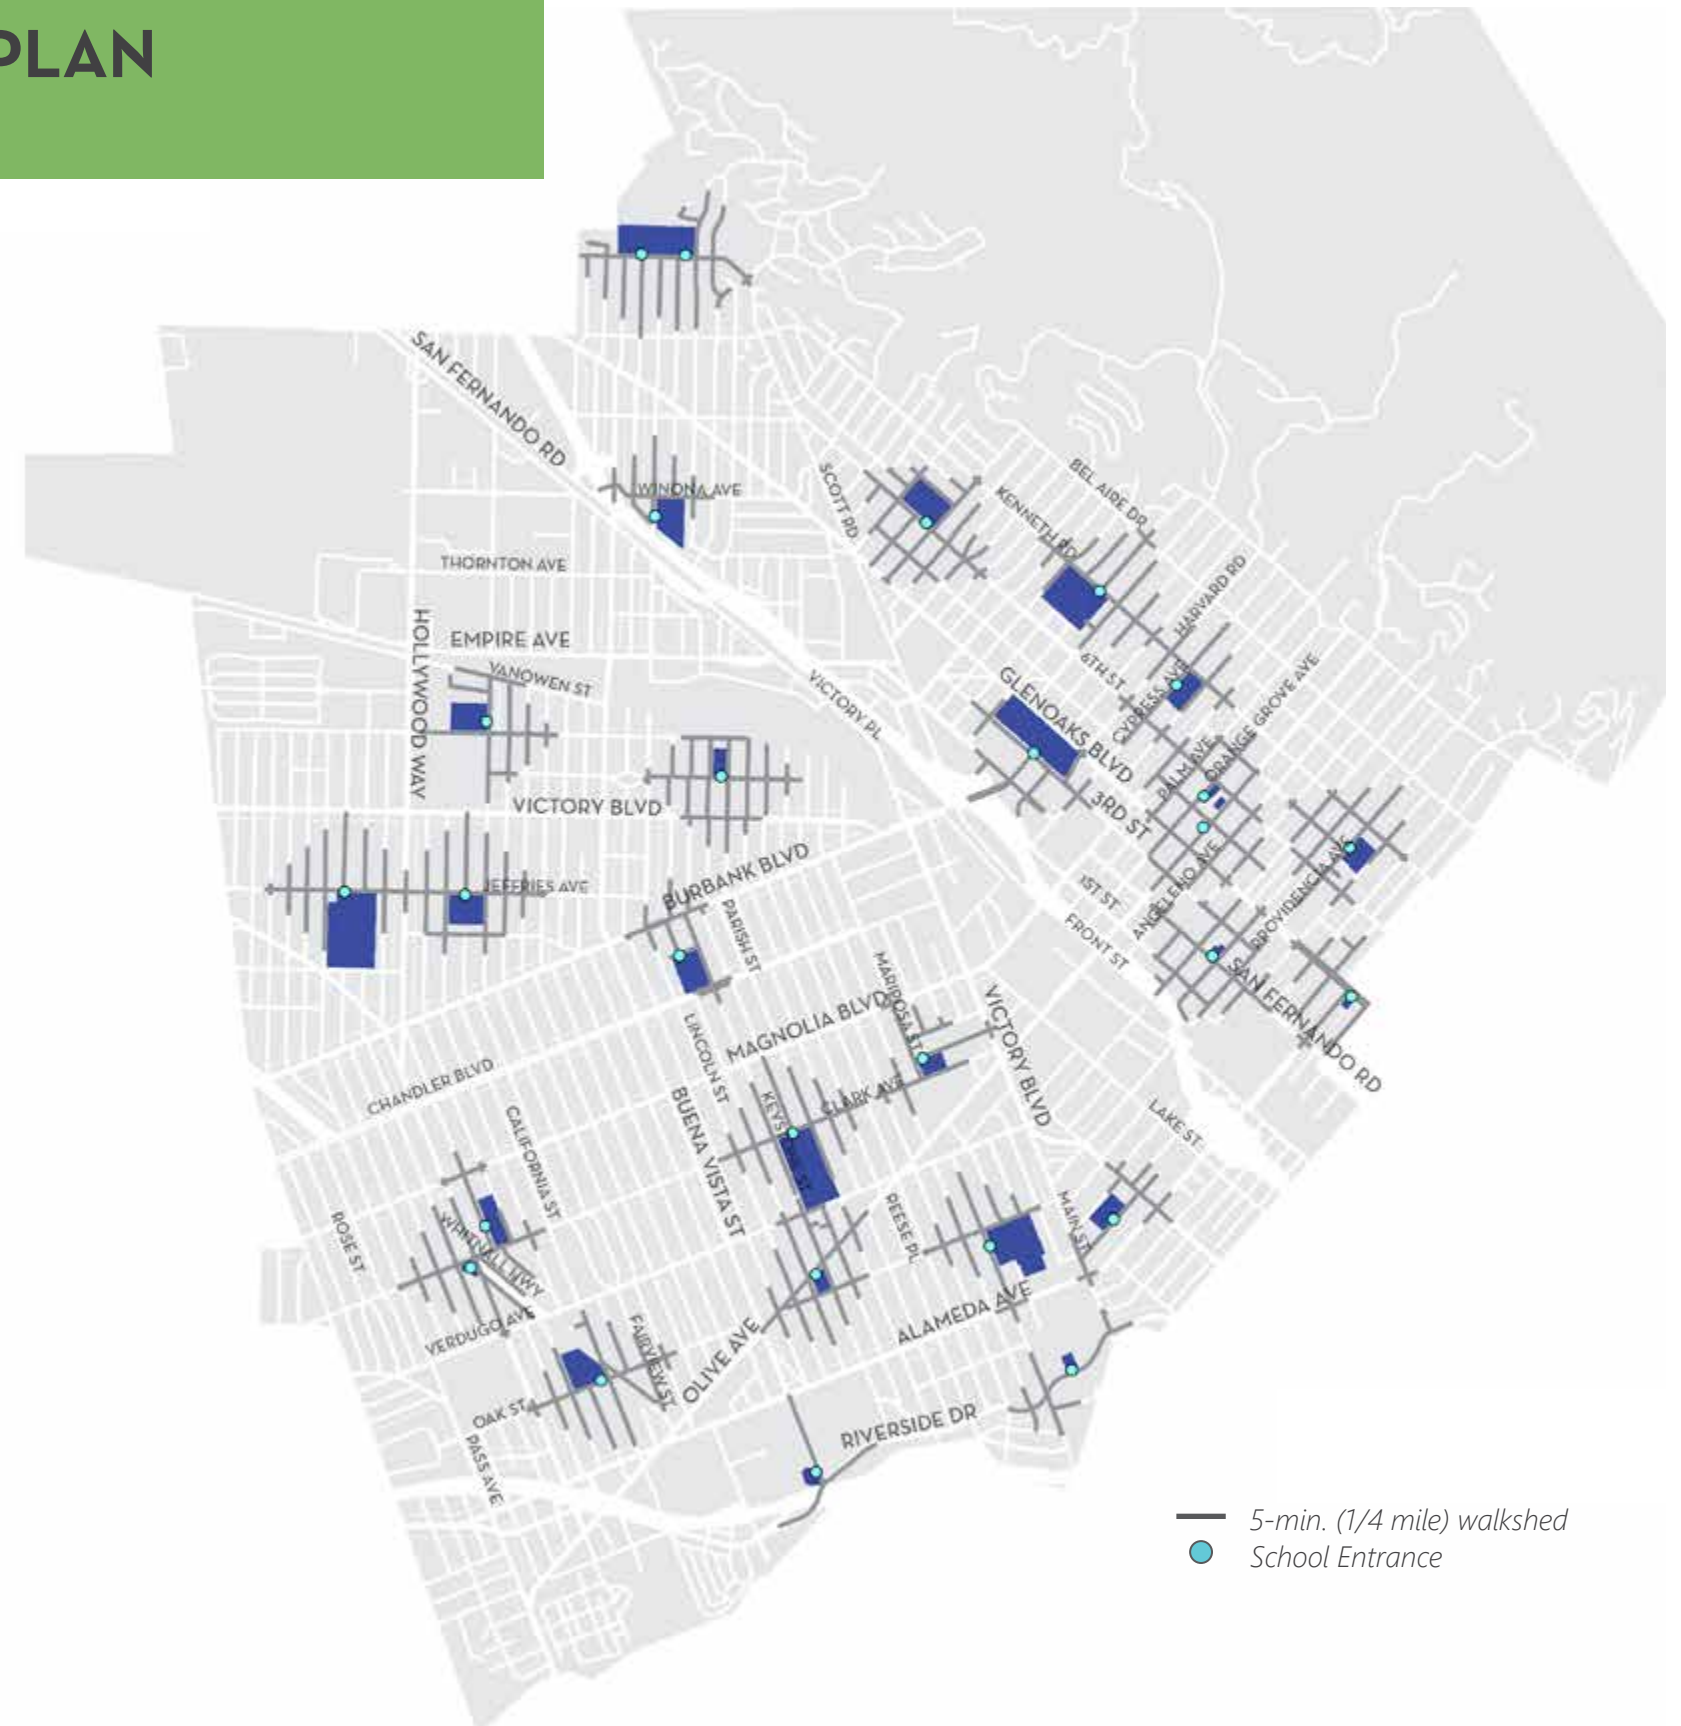 PLAN
SAN FERNANDO RD
WINONA AVE
SCOTT RD
BEL AIRE DR
KENNETH RD
THORNTON AVE
HARVARD RD
HOLLYWOOD WAY
EMPIRE AVE
VANOWEN ST
6TH ST
CYPRESS AVE
ORANGE GROVE AVE
GLENOAKS BLVD
VICTORY PL
PALM AVE
3RD ST
VICTORY BLVD
BURBANK BLVD
JEFFRIES AVE
1ST ST
ANGELENO AVE
PROVIDENCIA AVE
FRONT ST
PARISH ST
MARIPOSA ST
SAN FERNANDO RD
MAGNOLIA BLVD
VICTORY BLVD
LINCOLN ST
CHANDLER BLVD
CLARK AVE
BUENA VISTA ST
CALIFORNIA ST
LAKE ST
MAIN ST
REESE PL
ROSE ST
WHITNALL HWY
VERDUGO AVE
FAIRVIEW ST
OLIVE AVE
ALAMEDA AVE
OAK ST
PASS AVE
RIVERSIDE DR
5-min. (1/4 mile) walkshed
School Entrance